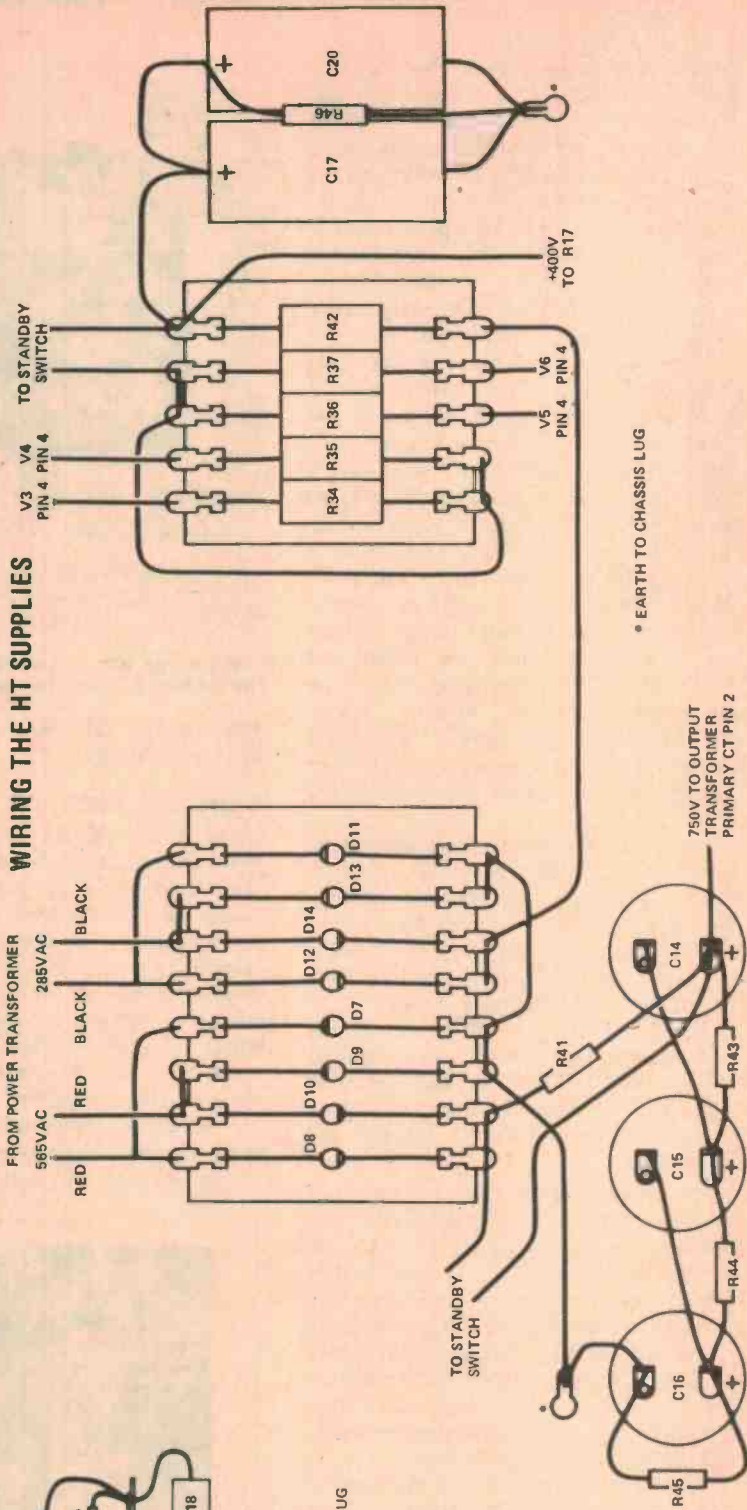 WIRING THE HT SUPPLIES
FROM POWER TRANSFORMER
565VAC
285VAC
RED
RED
BLACK
BLACK
D8
D10
D9
D7
D12
D14
D13
D11
V3
PIN 4
V4
PIN 4
TO STANDBY
SWITCH
R34
R35
R36
R37
R42
V5
PIN 4
V6
PIN 4
+400V
TO R17
+
C17
+
C20
R46
*
* EARTH TO CHASSIS LUG
TO STANDBY
SWITCH
R41
*
C16
+
C15
+
C14
+
R45
R44
R43
750V TO OUTPUT
TRANSFORMER
PRIMARY CT PIN 2
18
UG